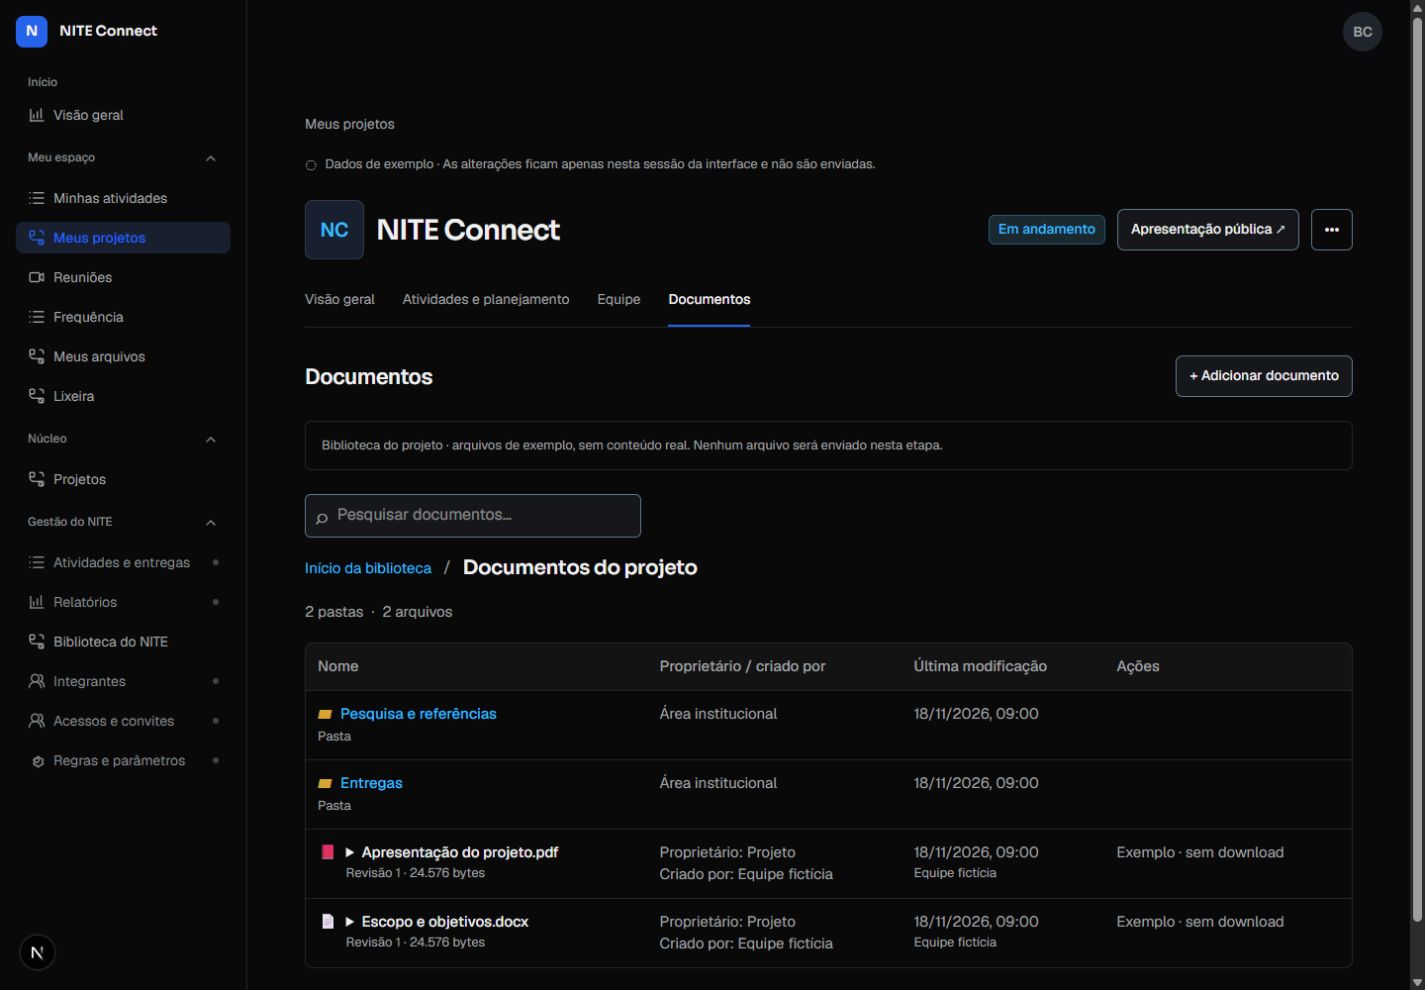 N NITE Connect
BC
Início
Visão geral
Meu espaço
Minhas atividades
Meus projetos
Reuniões
Frequência
Meus arquivos
Lixeira
Núcleo
Projetos
Gestão do NITE
Atividades e entregas
Relatórios
Biblioteca do NITE
Integrantes
Acessos e convites
Regras e parâmetros
N
Meus projetos
Dados de exemplo · As alterações ficam apenas nesta sessão da interface e não são enviadas.
NC NITE Connect
Em andamento
Apresentação pública ↗
•••
Visão geral Atividades e planejamento Equipe Documentos
Documentos
+ Adicionar documento
Biblioteca do projeto · arquivos de exemplo, sem conteúdo real. Nenhum arquivo será enviado nesta etapa.
Pesquisar documentos...
Início da biblioteca / Documentos do projeto
2 pastas · 2 arquivos
Nome Proprietário / criado por Última modificação Ações
Pesquisa e referências Área institucional 18/11/2026, 09:00
Pasta
Entregas Área institucional 18/11/2026, 09:00
Pasta
Apresentação do projeto.pdf Proprietário: Projeto 18/11/2026, 09:00 Exemplo · sem download
Revisão 1 · 24.576 bytes Criado por: Equipe fictícia Equipe fictícia
Escopo e objetivos.docx Proprietário: Projeto 18/11/2026, 09:00 Exemplo · sem download
Revisão 1 · 24.576 bytes Criado por: Equipe fictícia Equipe fictícia